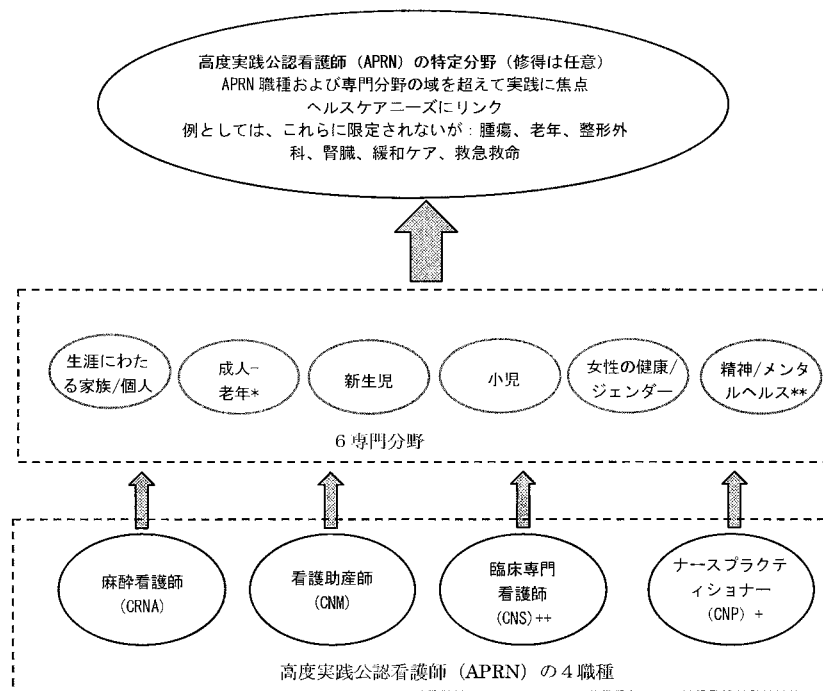 高度実践公認看護師（APRN）の特定分野（修得は任意）
APRN 職種および専門分野の域を超えて実践に焦点
ヘルスケアニーズにリンク
例としては、これらに限定されないが：腫瘍、老年、整形外
科、腎臓、緩和ケア、救急救命
生涯にわた
る家族/個人
成人－
老年*
新生児
小児
女性の健康/
ジェンダー
精神/メンタ
ルヘルス**
6 専門分野
麻酔看護師
(CRNA)
看護助産師
(CNM)
臨床専門
看護師
(CNS)++
ナースプラクテ
ィショナー
(CNP) +
高度実践公認看護師（APRN）の４職種